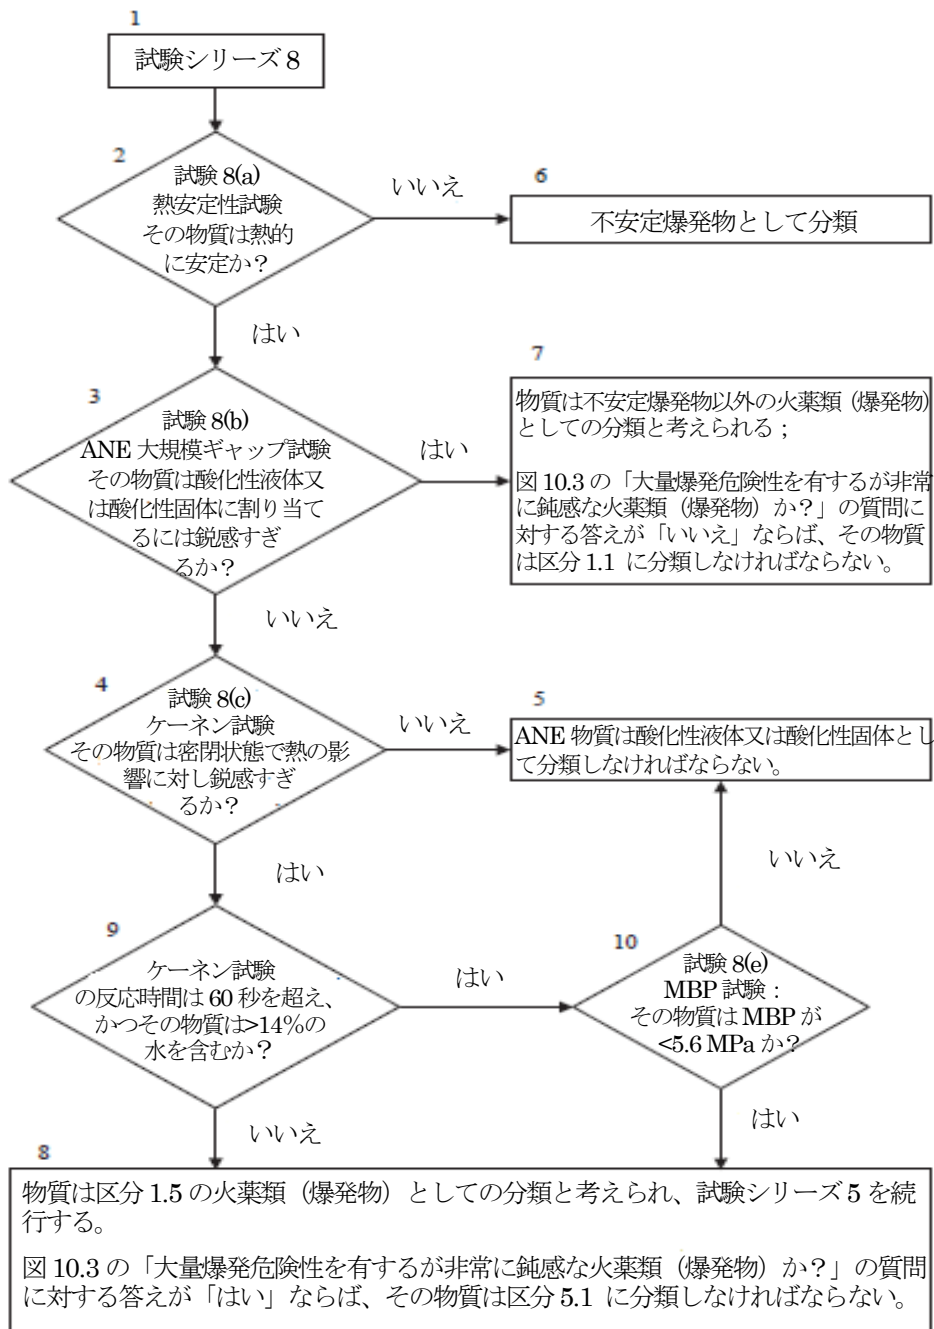 1
試験シリーズ 8
2
試験 8(a)
熱安定性試験
その物質は熱的
に安定か？
いいえ
6
不安定爆発物として分類
はい
3
試験 8(b)
ANE 大規模ギャップ試験
その物質は酸化性液体又
は酸化性固体に割り当て
るには鋭感すぎ
るか？
はい
7
物質は不安定爆発物以外の火薬類（爆発物）
としての分類と考えられる；
図 10.3 の「大量爆発危険性を有するが非常
に鈍感な火薬類（爆発物）か？」の質問に
対する答えが「いいえ」ならば、その物質
は区分 1.1 に分類しなければならない。
いいえ
4
試験 8(c)
ケーネン試験
その物質は密閉状態で熱の影
響に対し鋭感すぎ
るか？
いいえ
5
ANE 物質は酸化性液体又は酸化性固体とし
て分類しなければならない。
はい
いいえ
9
ケーネン試験
の反応時間は 60 秒を超え、
かつその物質は>14%の
水を含むか？
はい
10
試験 8(e)
MBP 試験：
その物質は MBP が
<5.6 MPa か？
いいえ
はい
8
物質は区分 1.5 の火薬類（爆発物）としての分類と考えられ、試験シリーズ 5 を続
行する。
図 10.3 の「大量爆発危険性を有するが非常に鈍感な火薬類（爆発物）か？」の質問
に対する答えが「はい」ならば、その物質は区分 5.1 に分類しなければならない。